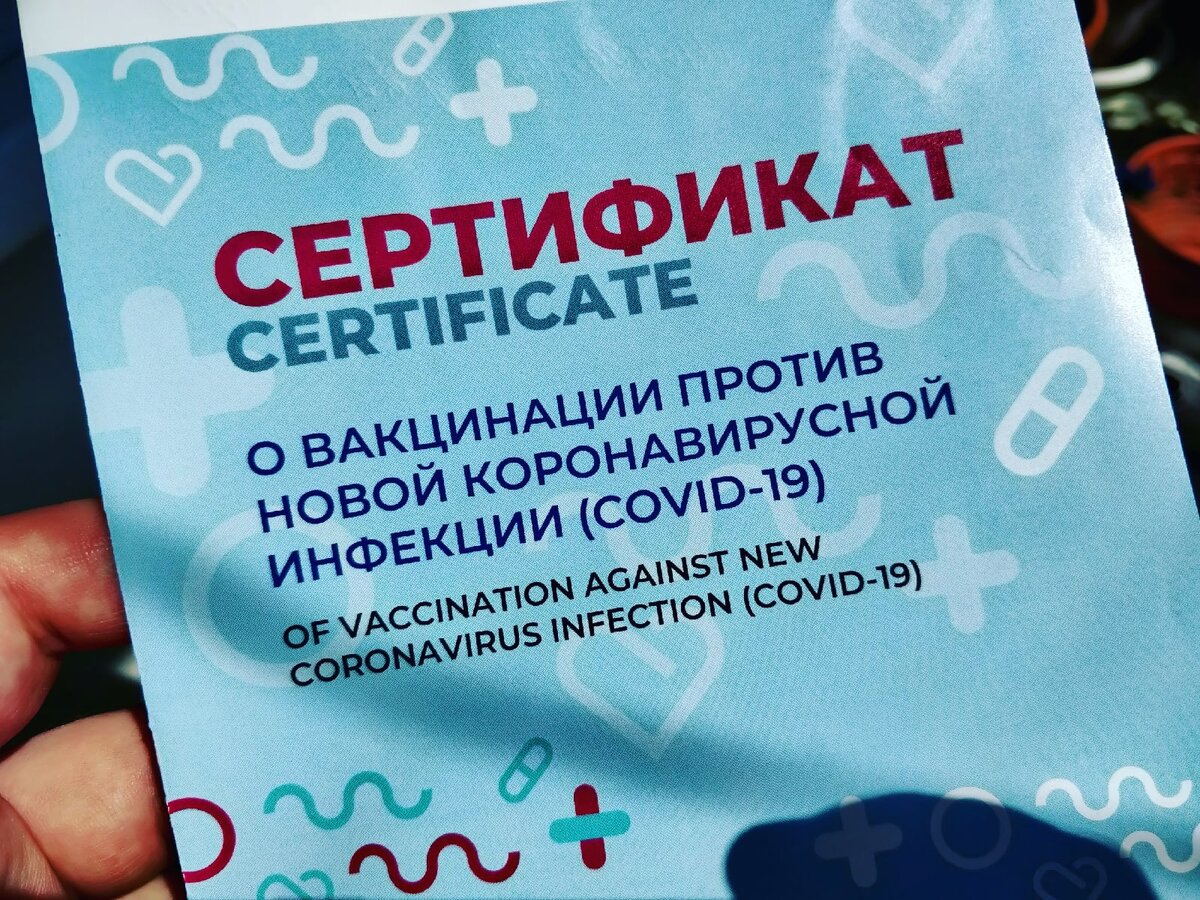 СЕРТИФИКАТ
CERTIFICATE
О ВАКЦИНАЦИИ ПРОТИВ
НОВОЙ КОРОНАВИРУСНОЙ
ИНФЕКЦИИ (COVID-19)
OF VACCINATION AGAINST NEW
CORONAVIRUS INFECTION (COVID-19)